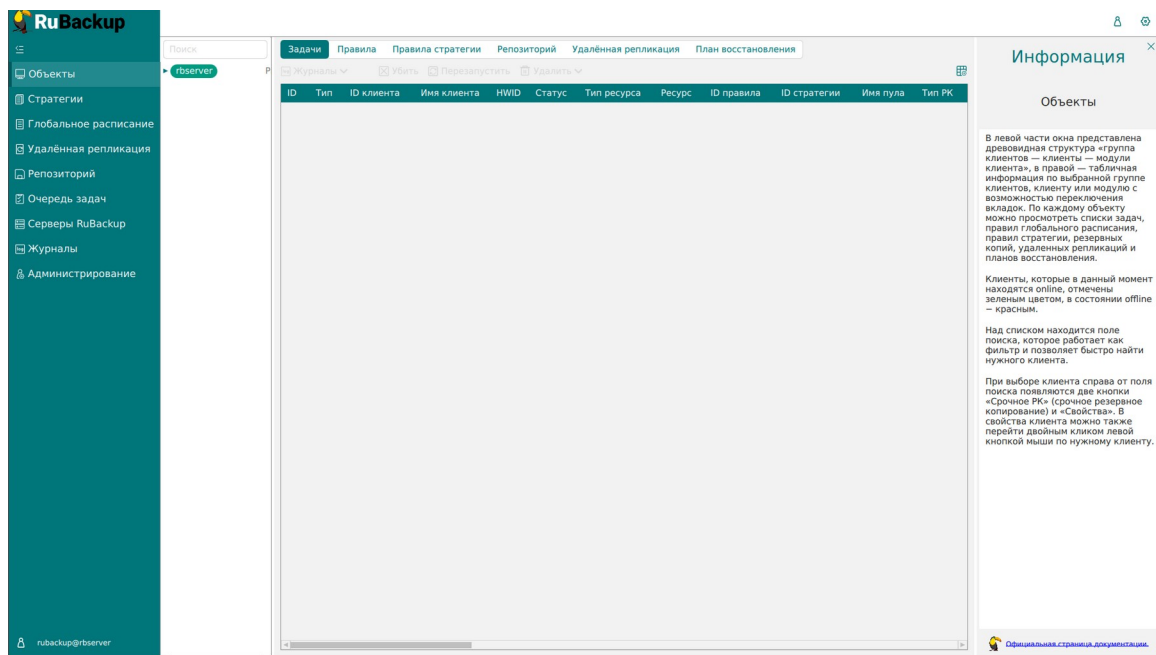 RuBackup
Объекты
Стратегии
Глобальное расписание
Удалённая репликация
Репозиторий
Очередь задач
Серверы RuBackup
Журналы
Администрирование
rubackup@rbserver
Поиск
rbserver
Р
Задачи Правила Правила стратегии Репозиторий Удалённая репликация План восстановления
Журналы Убить Перезапустить Удалить
ID Тип ID клиента Имя клиента HWID Статус Тип ресурса Ресурс ID правила ID стратегии Имя пула Тип РК
Информация
Объекты
В левой части окна представлена
древовидная структура «группа
клиентов — клиенты — модули
клиента», в правой — табличная
информация по выбранной группе
клиентов, клиенту или модулю с
возможностью переключения
вкладок. По каждому объекту
можно просмотреть списки задач,
правил глобального расписания,
правил стратегии, резервных
копий, удаленных репликаций и
планов восстановления.
Клиенты, которые в данный момент
находятся online, отмечены
зеленым цветом, в состоянии offline
− красным.
Над списком находится поле
поиска, которое работает как
фильтр и позволяет быстро найти
нужного клиента.
При выборе клиента справа от поля
поиска появляются две кнопки
«Срочное РК» (срочное резервное
копирование) и «Свойства». В
свойства клиента можно также
перейти двойным кликом левой
кнопкой мыши по нужному клиенту.
Официальная страница документации.